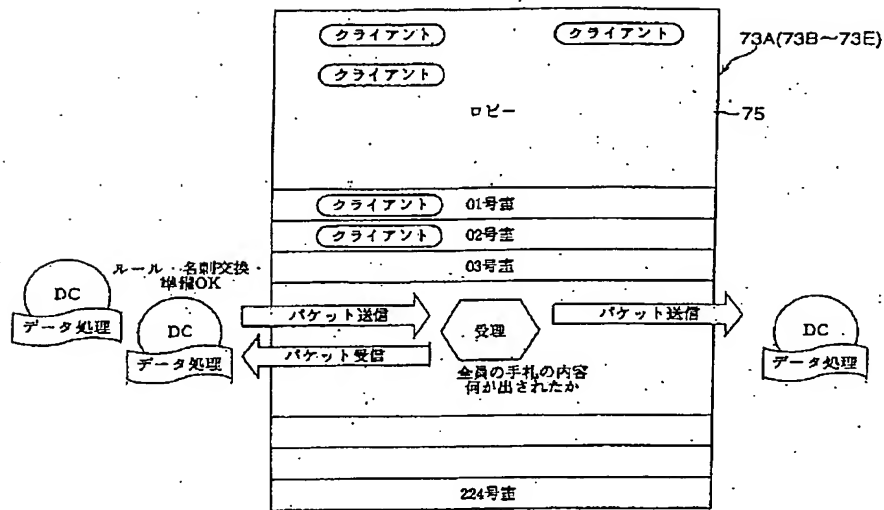 クライアント
クライアント
73A(73B～73E)
クライアント
ロビー
75
クライアント
01号室
クライアント
02号室
03号室
ルール・名刺交換・
準備OK
DC
データ処理
DC
データ処理
パケット送信
パケット受信
受理
パケット送信
全員の手札の内容
何が出されたか
DC
データ処理
224号室